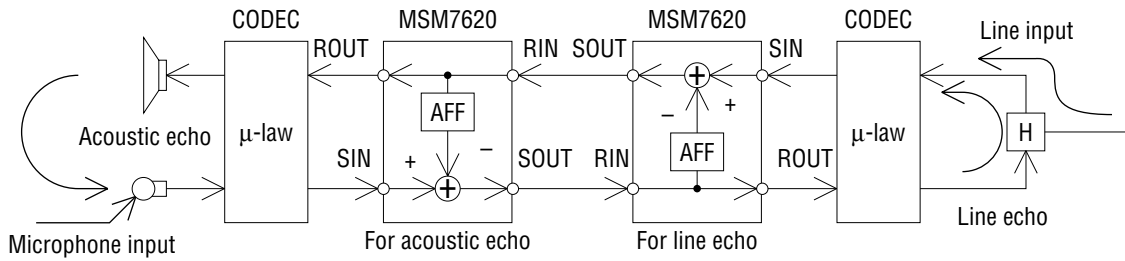 CODEC
MSM7620
MSM7620
CODEC
ROUT
RIN
SOUT
SIN
Line input
AFF
+
− +
Acoustic echo
μ-law
μ-law
H
SIN
+
−
SOUT
RIN
AFF
ROUT
+
Microphone input
For acoustic echo
For line echo
Line echo